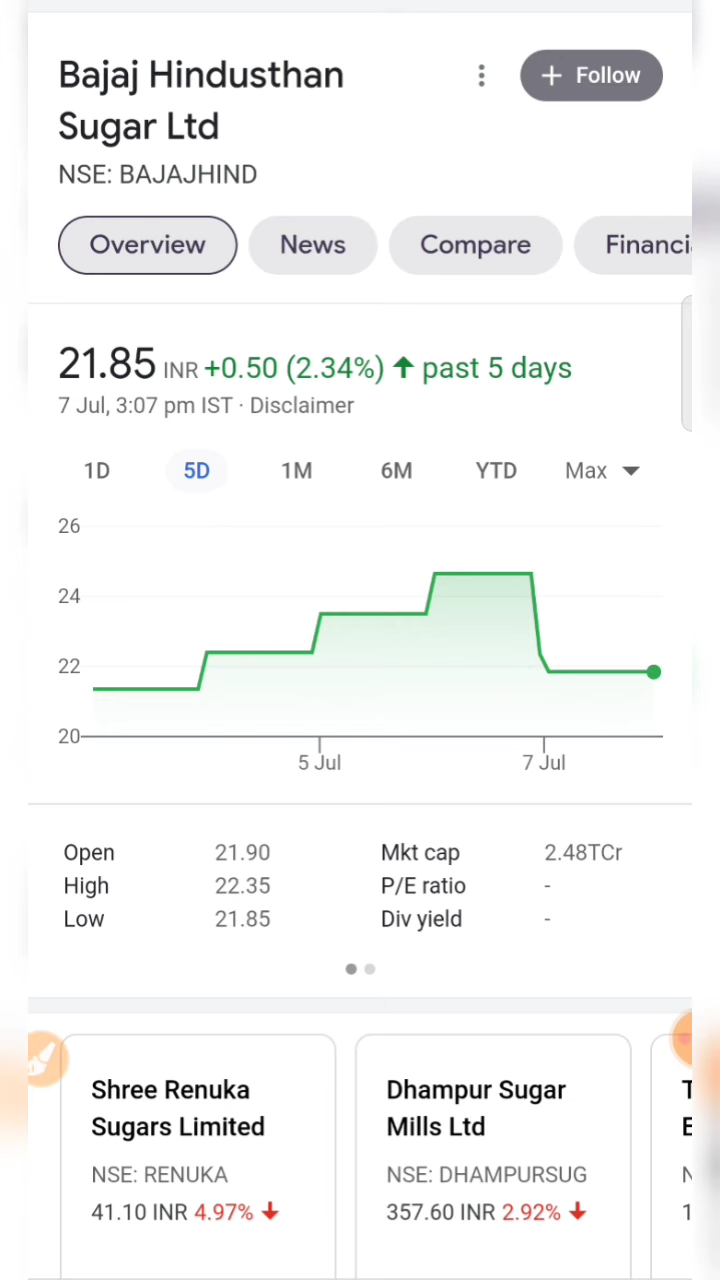 Bajaj Hindusthan
Sugar Ltd
+ Follow
NSE: BAJAJHIND
Overview News Compare Financi
21.85 INR +0.50 (2.34%) ↑ past 5 days
7 Jul, 3:07 pm IST · Disclaimer
1D 5D 1M 6M YTD Max
26
24
22
20
5 Jul 7 Jul
Open 21.90 Mkt cap 2.48TCr
High 22.35 P/E ratio -
Low 21.85 Div yield -
Shree Renuka
Sugars Limited
NSE: RENUKA
41.10 INR 4.97% ↓
Dhampur Sugar
Mills Ltd
NSE: DHAMPURSUG
357.60 INR 2.92% ↓
T
E
N
1